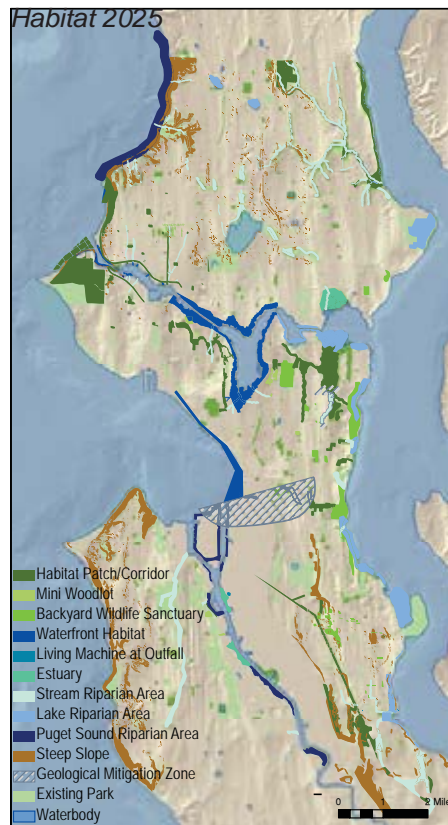 Habitat 2025
Habitat Patch/Corridor
Mini Woodlot
Backyard Wildlife Sanctuary
Waterfront Habitat
Living Machine at Outfall
Estuary
Stream Riparian Area
Lake Riparian Area
Puget Sound Riparian Area
Steep Slope
Geological Mitigation Zone
Existing Park
Waterbody
0 1 2 Mile